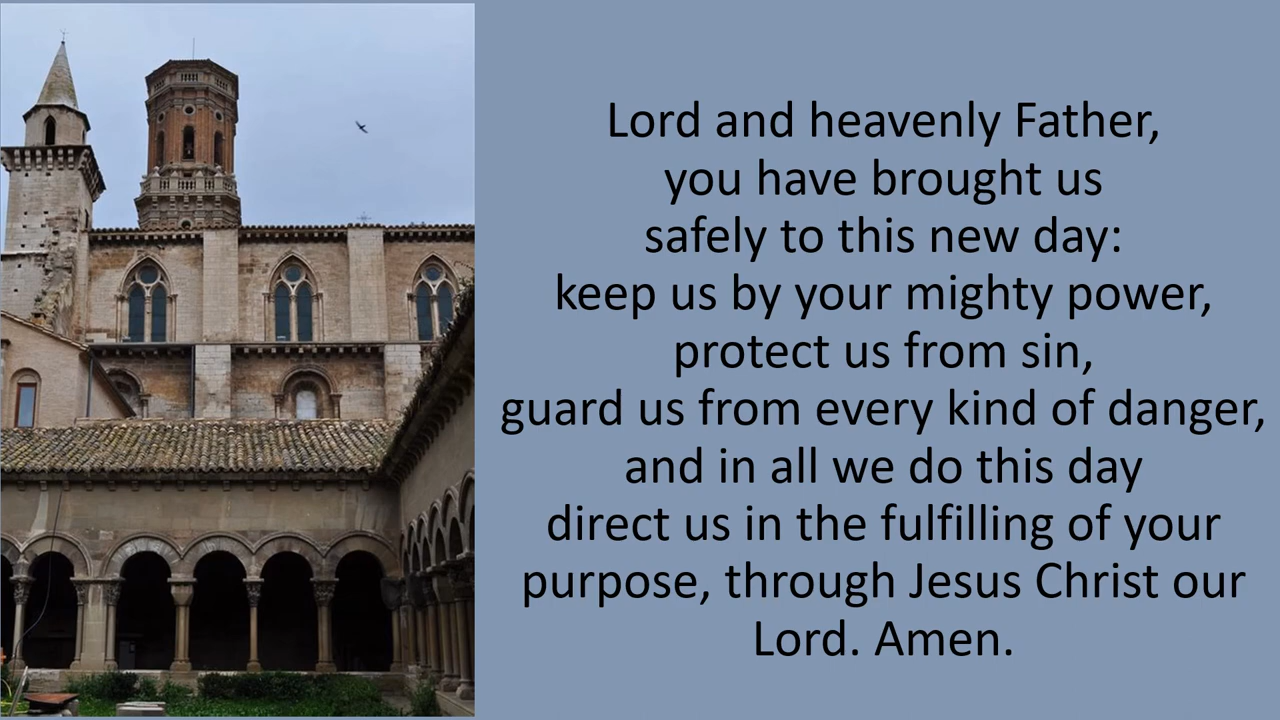 Lord and heavenly Father,
you have brought us
safely to this new day:
keep us by your mighty power,
protect us from sin,
guard us from every kind of danger,
and in all we do this day
direct us in the fulfilling of your
purpose, through Jesus Christ our
Lord. Amen.